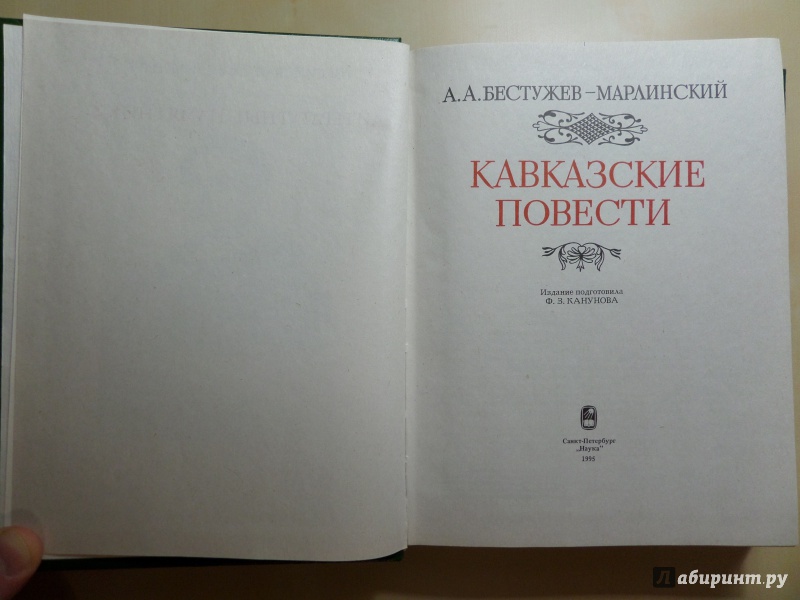 А. А. БЕСТУЖЕВ–МАРЛИНСКИЙ
КАВКАЗСКИЕ
ПОВЕСТИ
Издание подготовила
Ф. З. КАНУНОВА
Санкт-Петербург
„Наука“
1995
Лабиринт.ру